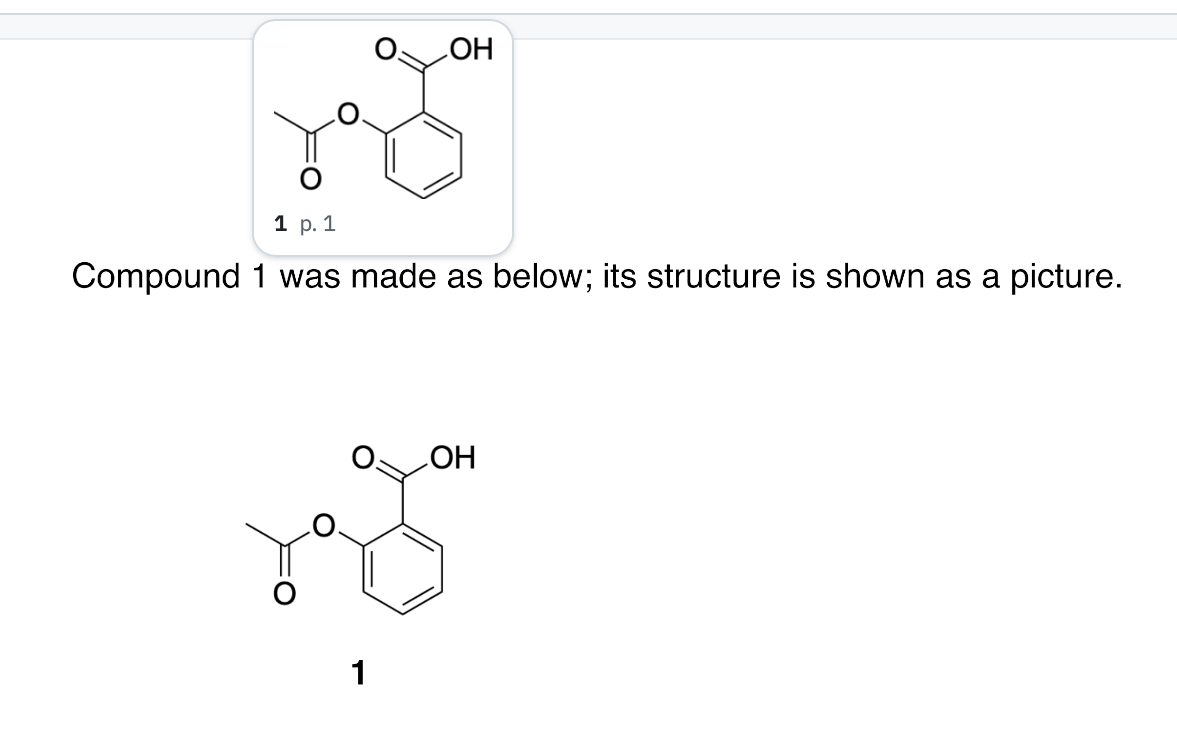 O OH
O
O
1 p. 1
Compound 1 was made as below; its structure is shown as a picture.
O OH
O
O
1